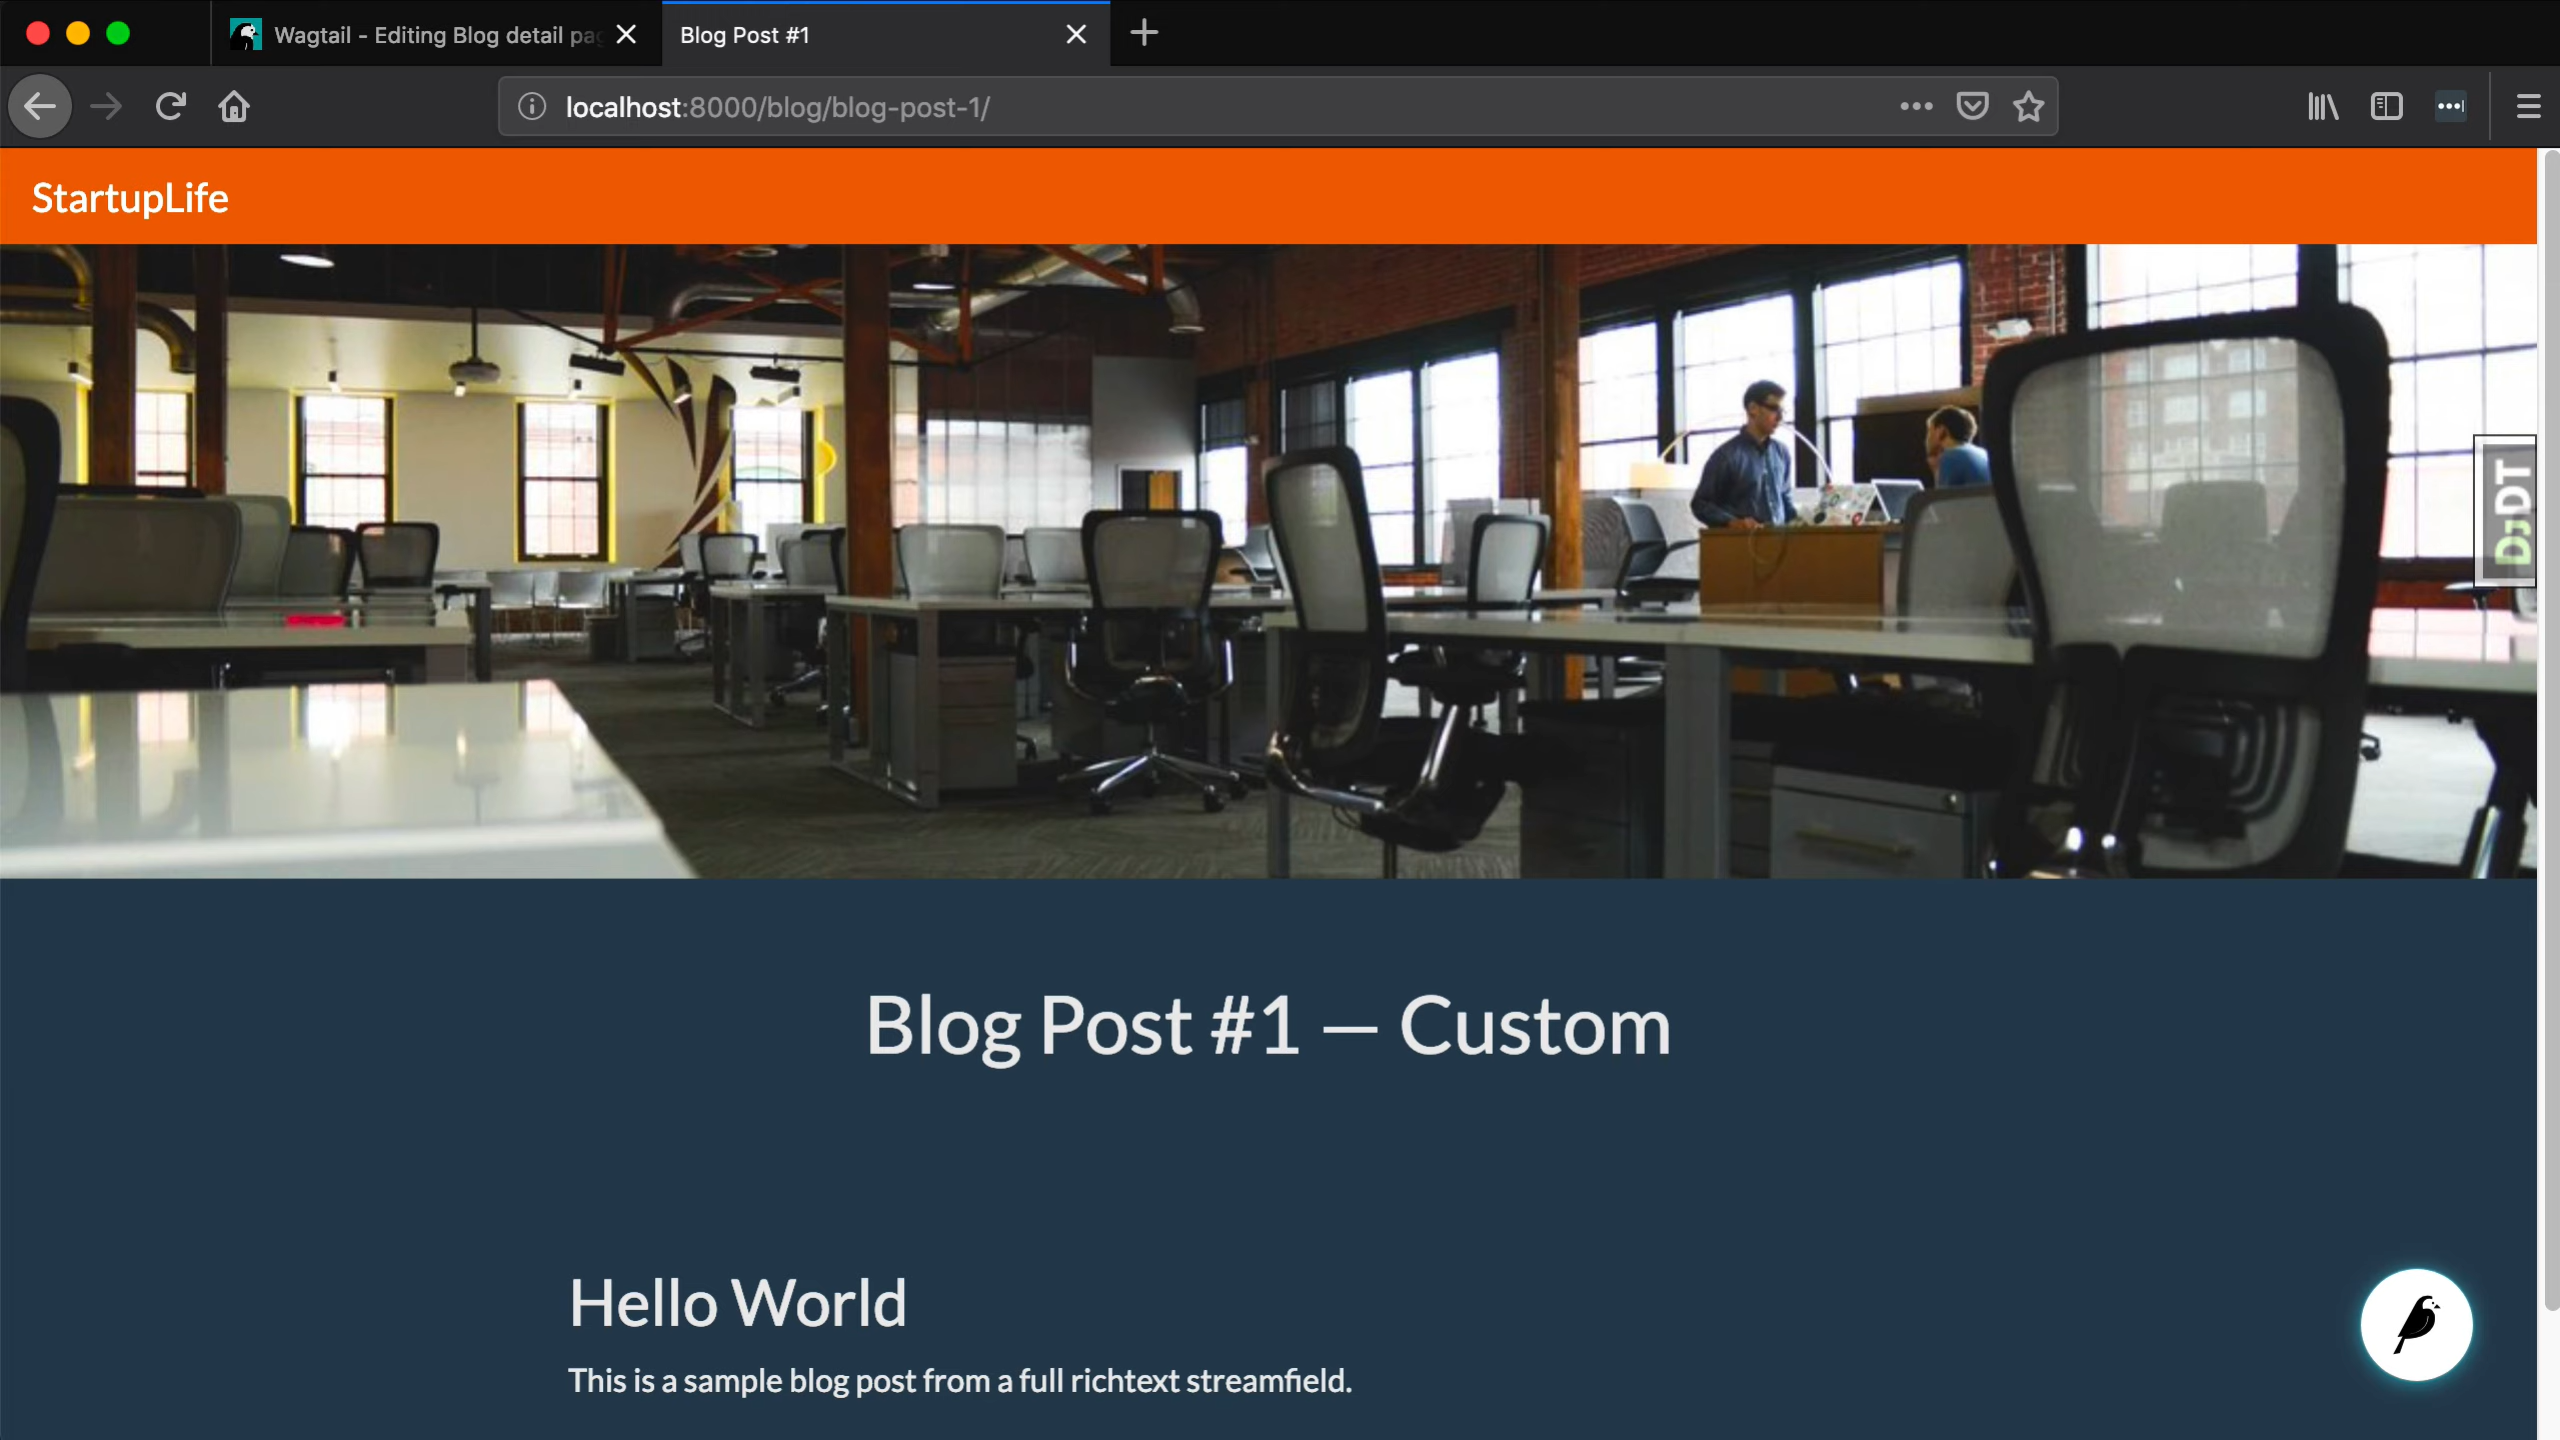 Wagtail - Editing Blog detail pag
Blog Post #1
localhost:8000/blog/blog-post-1/
StartupLife
DjDT
Blog Post #1 — Custom
Hello World
This is a sample blog post from a full richtext streamfield.